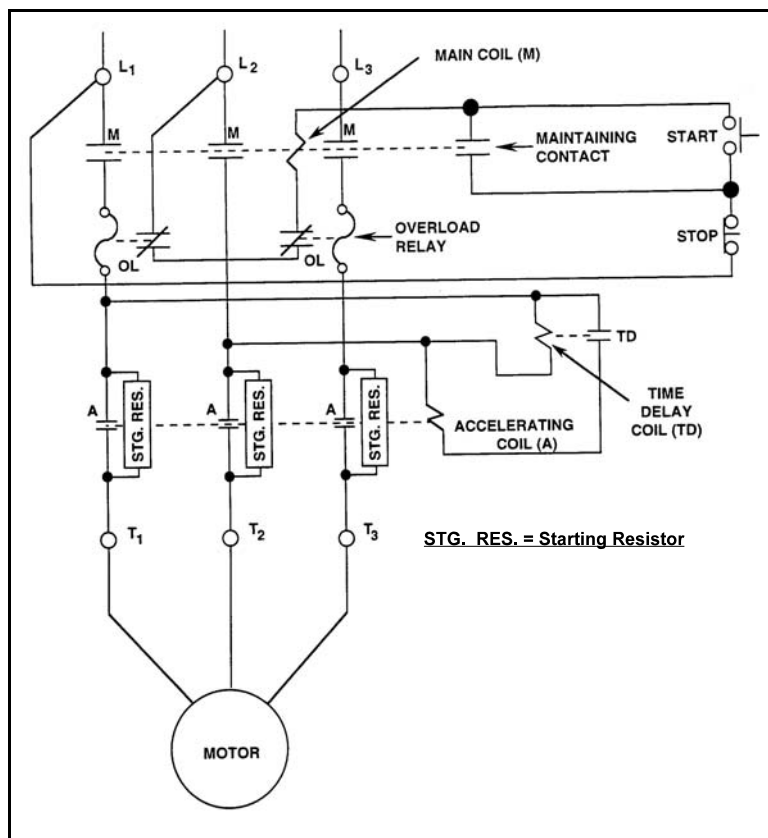 L1
L2
L3
MAIN COIL (M)
M
M
M
MAINTAINING
CONTACT
START
OVERLOAD
RELAY
STOP
OL
OL
TD
TIME
DELAY
COIL (TD)
A
STG. RES.
A
STG. RES.
A
STG. RES.
ACCELERATING
COIL (A)
T1
T2
T3
STG. RES. = Starting Resistor
MOTOR